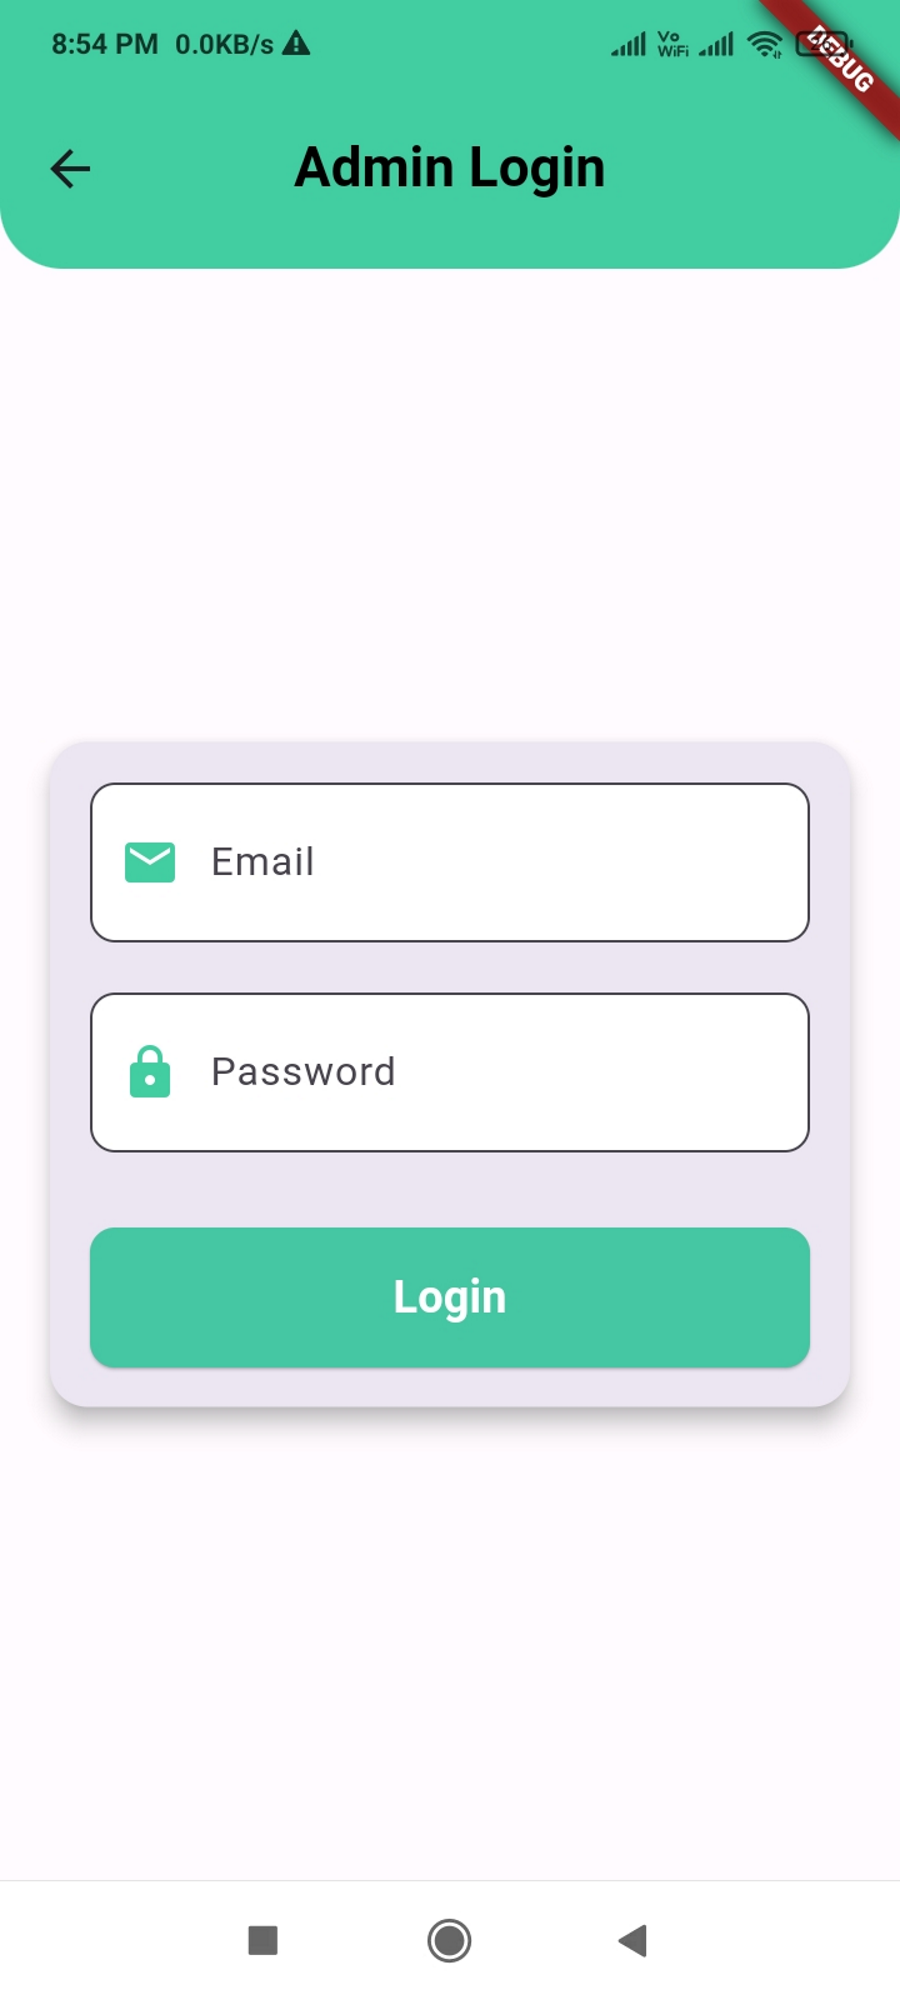 8:54 PM 0.0KB/s
Vo
WiFi
DEBUG
Admin Login
Email
Password
Login